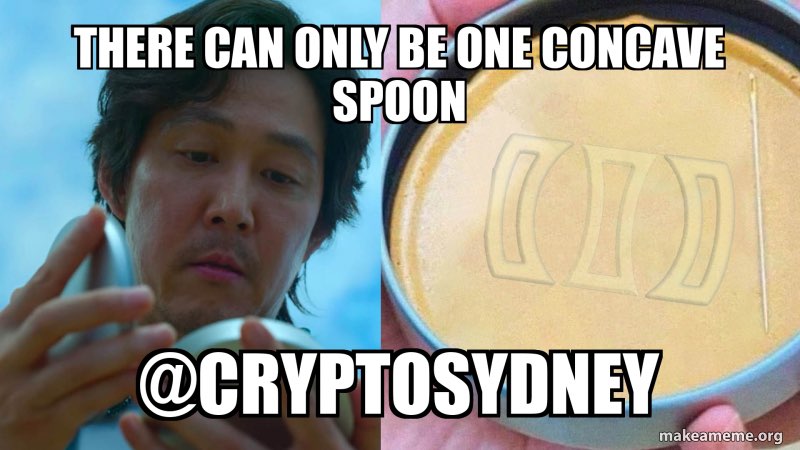 THERE CAN ONLY BE ONE CONCAVE
SPOON
@CRYPTOSYDNEY
makeameme.org